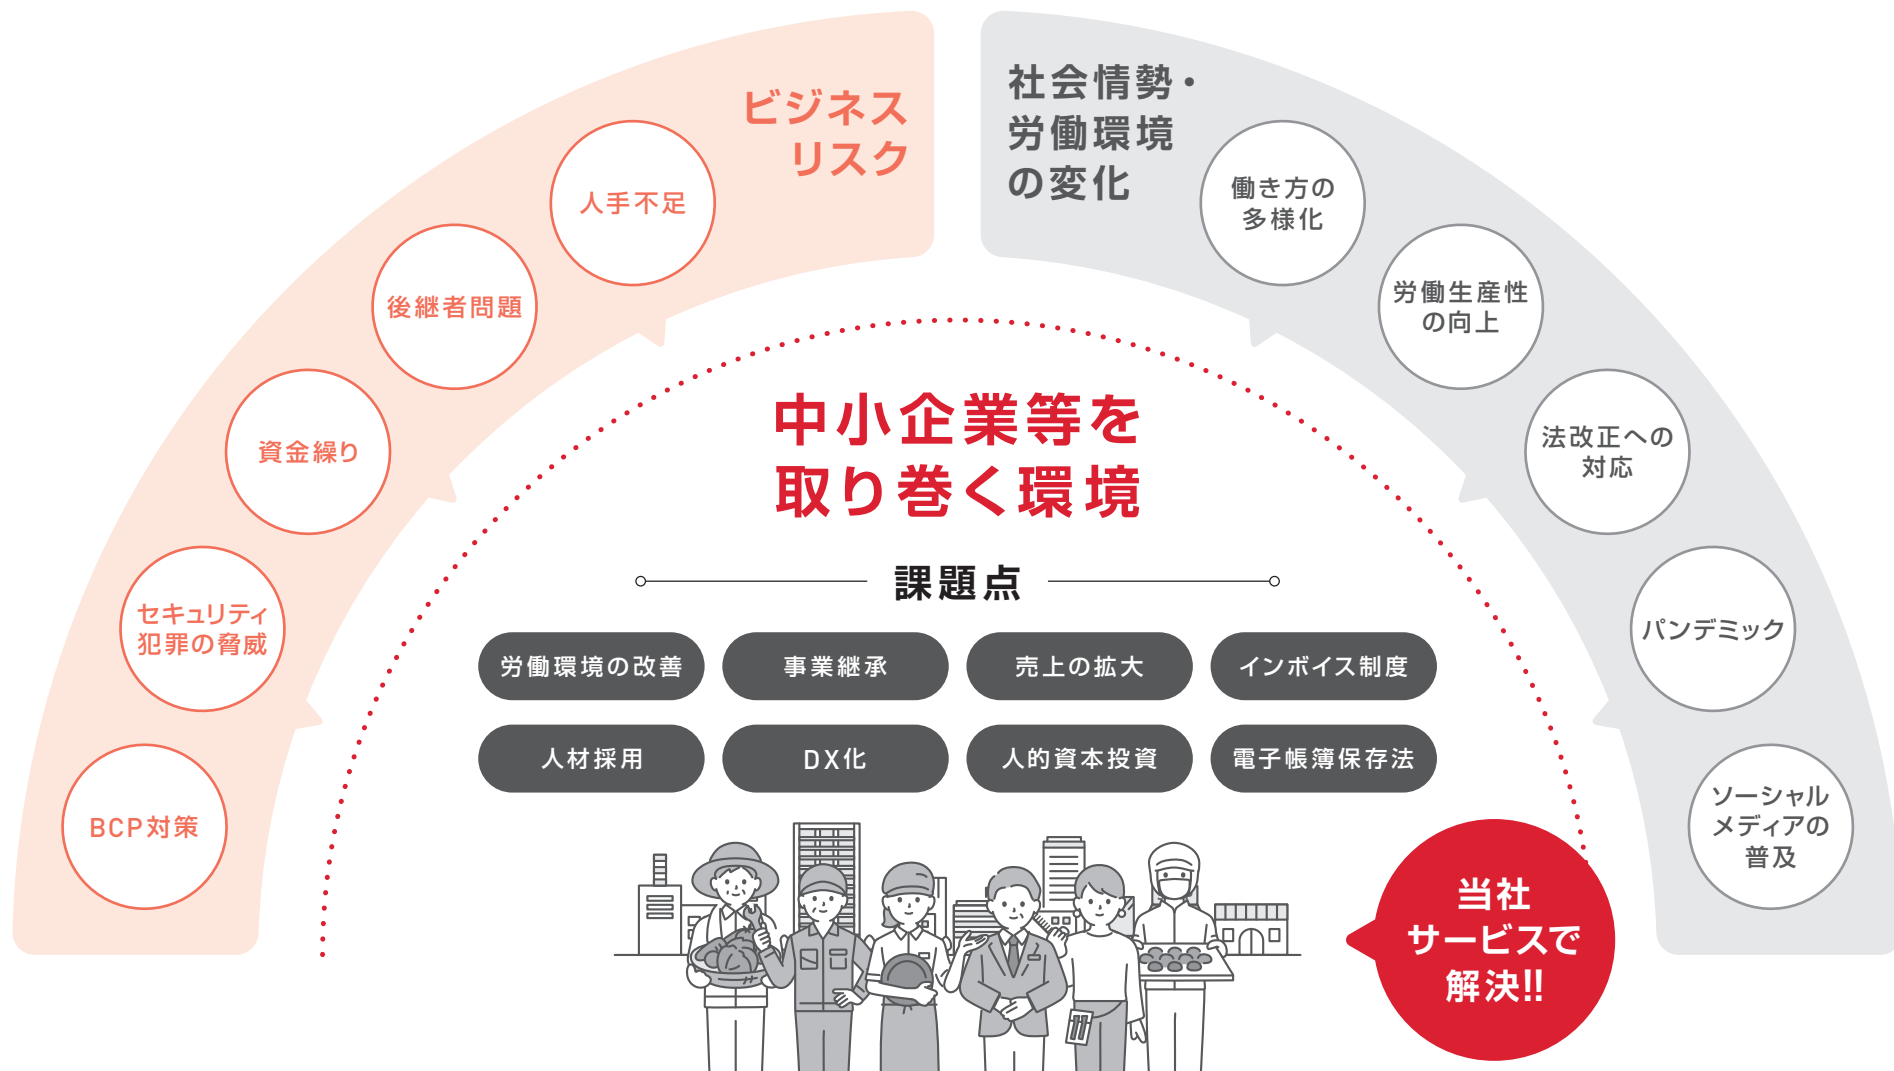 ビジネス
リスク
人手不足
後継者問題
資金繰り
セキュリティ
犯罪の脅威
BCP対策
社会情勢・
労働環境
の変化
働き方の
多様化
労働生産性
の向上
法改正への
対応
パンデミック
ソーシャル
メディアの
普及
中小企業等を
取り巻く環境
課題点
労働環境の改善
事業継承
売上の拡大
インボイス制度
人材採用
DX化
人的資本投資
電子帳簿保存法
当社
サービスで
解決!!